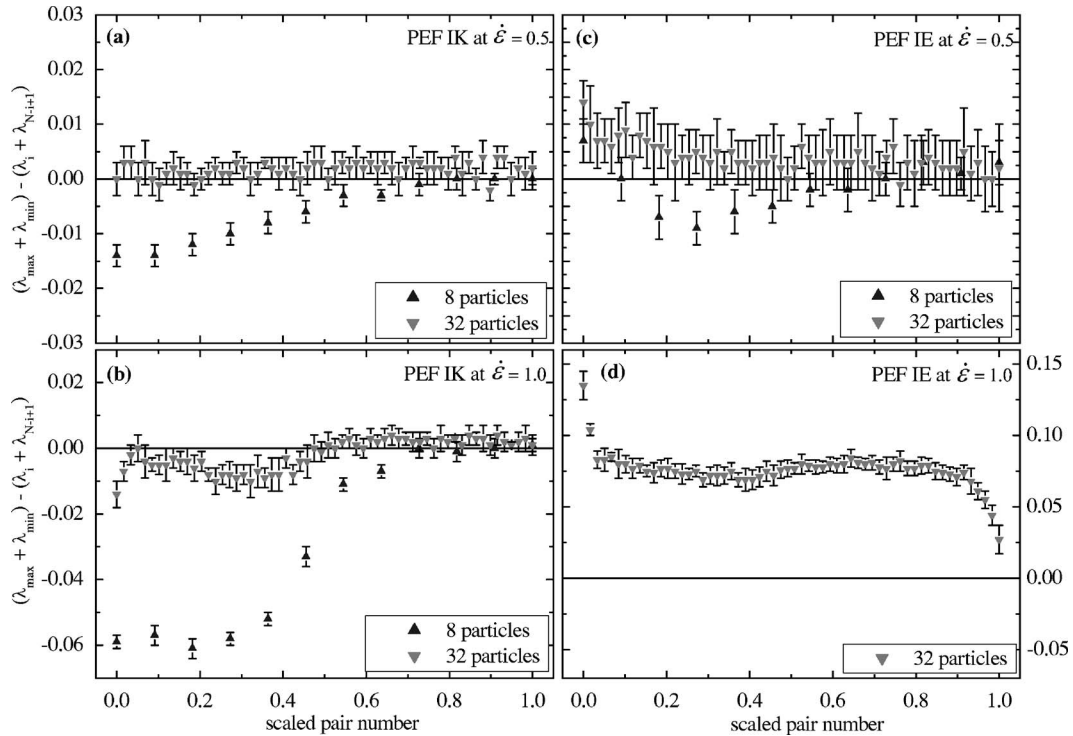 (a)
PEF IK at ε̇ = 0.5
0.03
0.02
0.01
0.00
-0.01
-0.02
-0.03
(λmax + λmin) - (λi + λN-i+1)
8 particles
32 particles
(c)
PEF IE at ε̇ = 0.5
8 particles
32 particles
(b)
PEF IK at ε̇ = 1.0
0.02
0.00
-0.02
-0.04
-0.06
(λmax + λmin) - (λi + λN-i+1)
8 particles
32 particles
0.0 0.2 0.4 0.6 0.8 1.0
scaled pair number
(d)
PEF IE at ε̇ = 1.0
0.15
0.10
0.05
0.00
-0.05
32 particles
0.0 0.2 0.4 0.6 0.8 1.0
scaled pair number